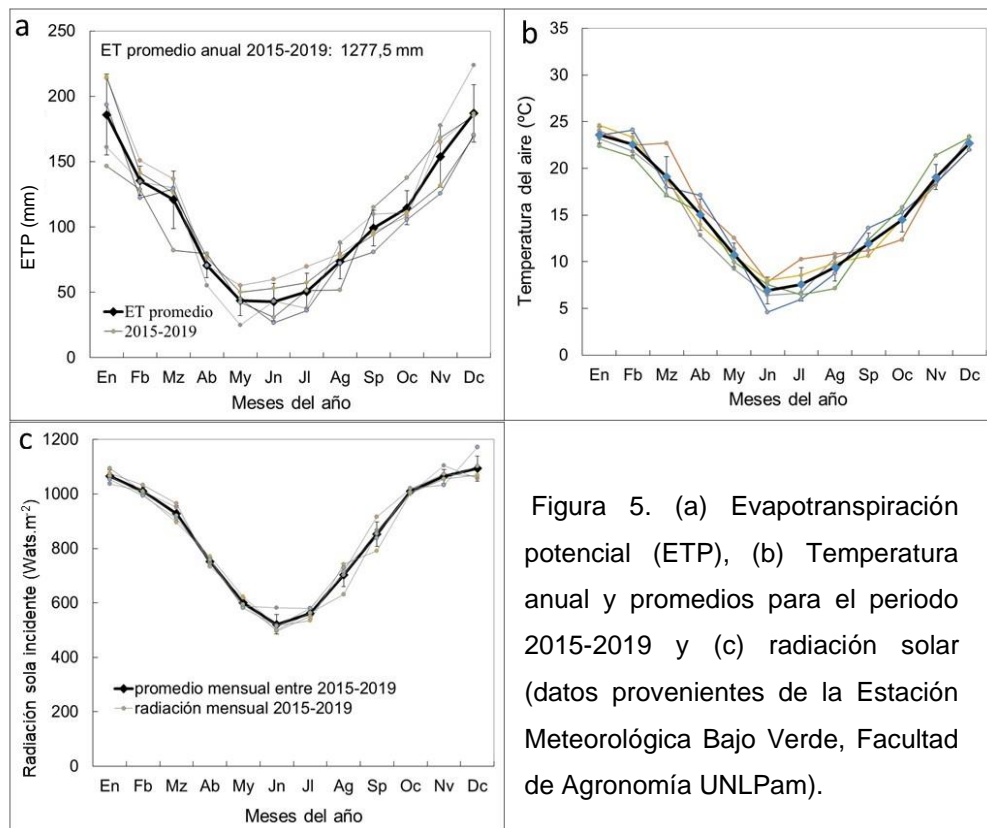 a
ET promedio anual 2015-2019: 1277,5 mm
250
200
150
100
50
0
ETP (mm)
ET promedio
2015-2019
En Fb Mz Ab My Jn Jl Ag Sp Oc Nv Dc
Meses del año
b
35
30
25
20
15
10
5
0
Temperatura del aire (ºC)
En Fb Mz Ab My Jn Jl Ag Sp Oc Nv Dc
Meses del año
c
1200
1000
800
600
400
200
0
Radiación sola incidente (Wats.m-2)
promedio mensual entre 2015-2019
radiación mensual 2015-2019
En Fb Mz Ab My Jn Jl Ag Sp Oc Nv Dc
Meses del año
Figura 5. (a) Evapotranspiración
potencial (ETP), (b) Temperatura
anual y promedios para el periodo
2015-2019 y (c) radiación solar
(datos provenientes de la Estación
Meteorológica Bajo Verde, Facultad
de Agronomía UNLPam).